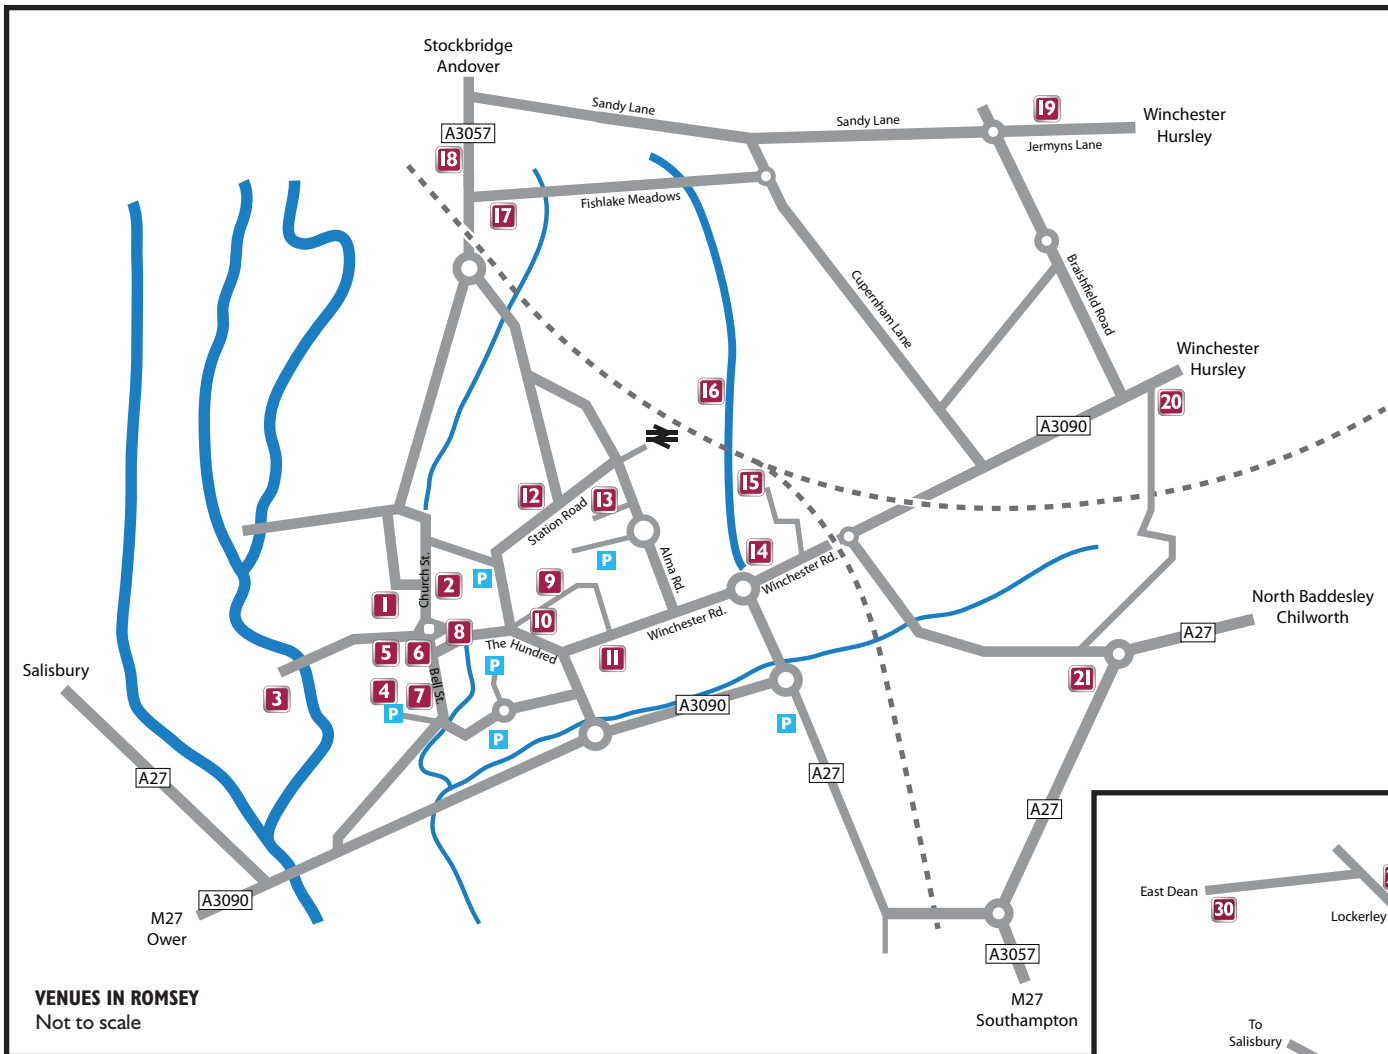 Stockbridge
Andover
A3057
18
Sandy Lane
Sandy Lane
19
Jermyns Lane
Winchester
Hursley
17
Fishlake Meadows
Cupernham Lane
Braishfield Road
Winchester
Hursley
20
A3090
16
15
14
Winchester Rd.
12
13
Station Road
P
Alma Rd.
Church St.
2
P
9
1
10
8
The Hundred
Winchester Rd.
11
5
6
P
Bell St.
4
7
P
P
3
Salisbury
A27
A3090
P
North Baddesley
Chilworth
A27
21
A27
A27
A3090
M27
Ower
A3057
M27
Southampton
VENUES IN ROMSEY
Not to scale
East Dean
30
Lockerley
To
Salisbury